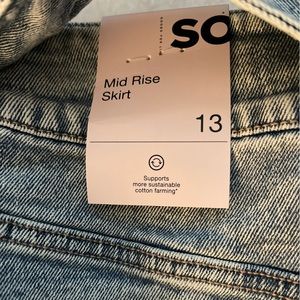 SO
Mid Rise
Skirt
13
Supports
more sustainable
cotton farming*